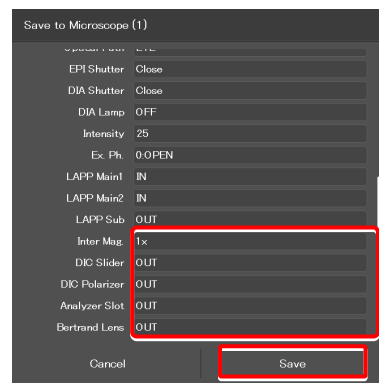 Save to Microscope (1)
EPI Shutter Close
DIA Shutter Close
DIA Lamp OFF
Intensity 25
Ex. Ph. 0:OPEN
LAPP Main1 IN
LAPP Main2 IN
LAPP Sub OUT
Inter Mag. 1×
DIC Slider OUT
DIC Polarizer OUT
Analyzer Slot OUT
Bertrand Lens OUT
Cancel Save